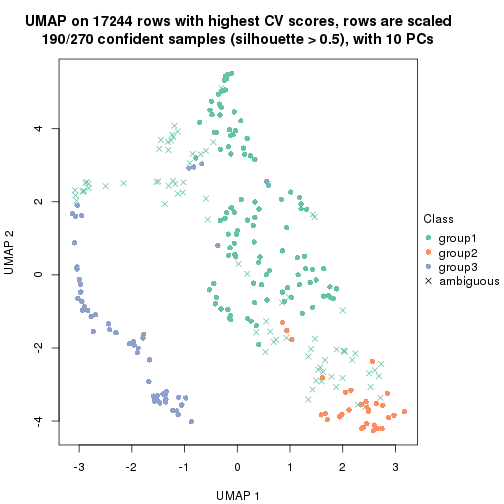 UMAP on 17244 rows with highest CV scores, rows are scaled
190/270 confident samples (silhouette > 0.5), with 10 PCs
4
2
0
-2
-4
UMAP 2
-3
-2
-1
0
1
2
3
UMAP 1
Class
group1
group2
group3
ambiguous